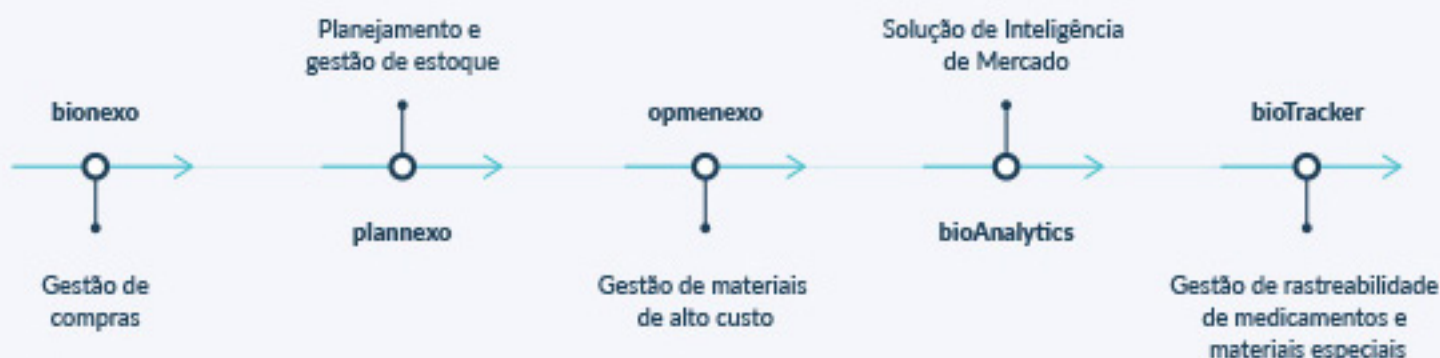 bionexo
Gestão de
compras
Planejamento e
gestão de estoque
plannexo
opmenexo
Gestão de materiais
de alto custo
Solução de Inteligência
de Mercado
bioAnalytics
bioTracker
Gestão de rastreabilidade
de medicamentos e
materiais especiais